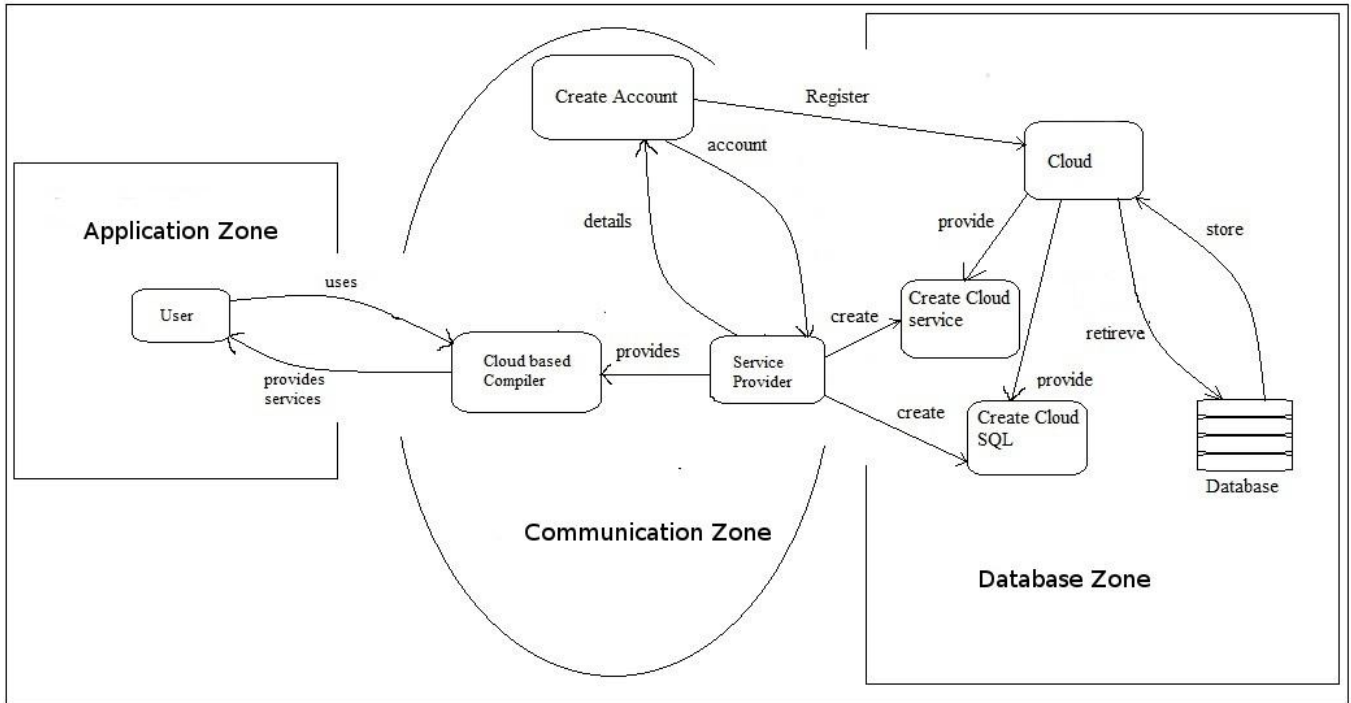 Create Account
Register
account
Cloud
details
provide
store
Application Zone
uses
User
Create Cloud
service
create
retireve
provides
Cloud based
Compiler
Service
Provider
provides
services
provide
create
Create Cloud
SQL
Database
Communication Zone
Database Zone